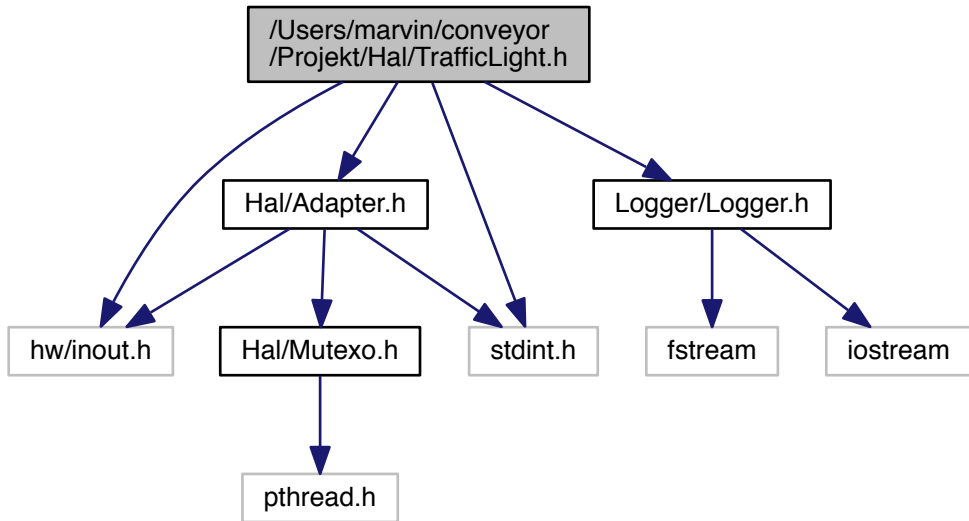 /Users/marvin/conveyor
/Projekt/Hal/TrafficLight.h
Hal/Adapter.h
Logger/Logger.h
hw/inout.h
Hal/Mutexo.h
stdint.h
fstream
iostream
pthread.h